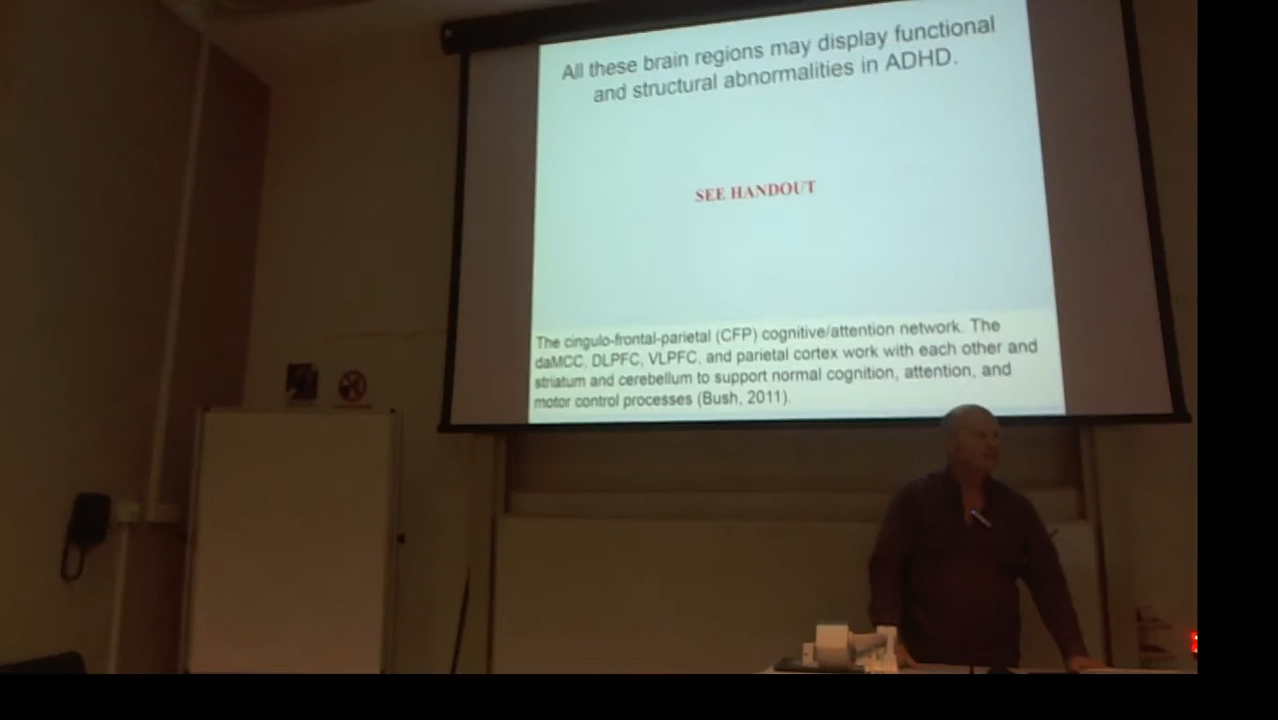 All these brain regions may display functional
and structural abnormalities in ADHD.
SEE HANDOUT
The cingulo-frontal-parietal (CFP) cognitive/attention network. The
daMCC, DLPFC, VLPFC, and parietal cortex work with each other and
striatum and cerebellum to support normal cognition, attention, and
motor control processes (Bush, 2011).